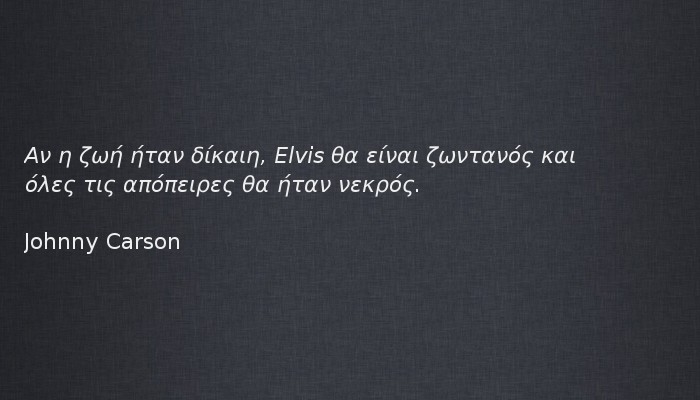 Αν η ζωή ήταν δίκαιη, Elvis θα είναι ζωντανός και
όλες τις απόπειρες θα ήταν νεκρός.
Johnny Carson